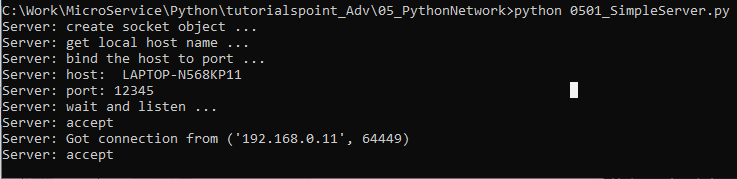 C:\Work\MicroService\Python\tutorialspoint_Adv\05_PythonNetwork>python 0501_SimpleServer.py
Server: create socket object ...
Server: get local host name ...
Server: bind the host to port ...
Server: host:  LAPTOP-N568KP11
Server: port: 12345
Server: wait and listen ...
Server: accept
Server: Got connection from ('192.168.0.11', 64449)
Server: accept